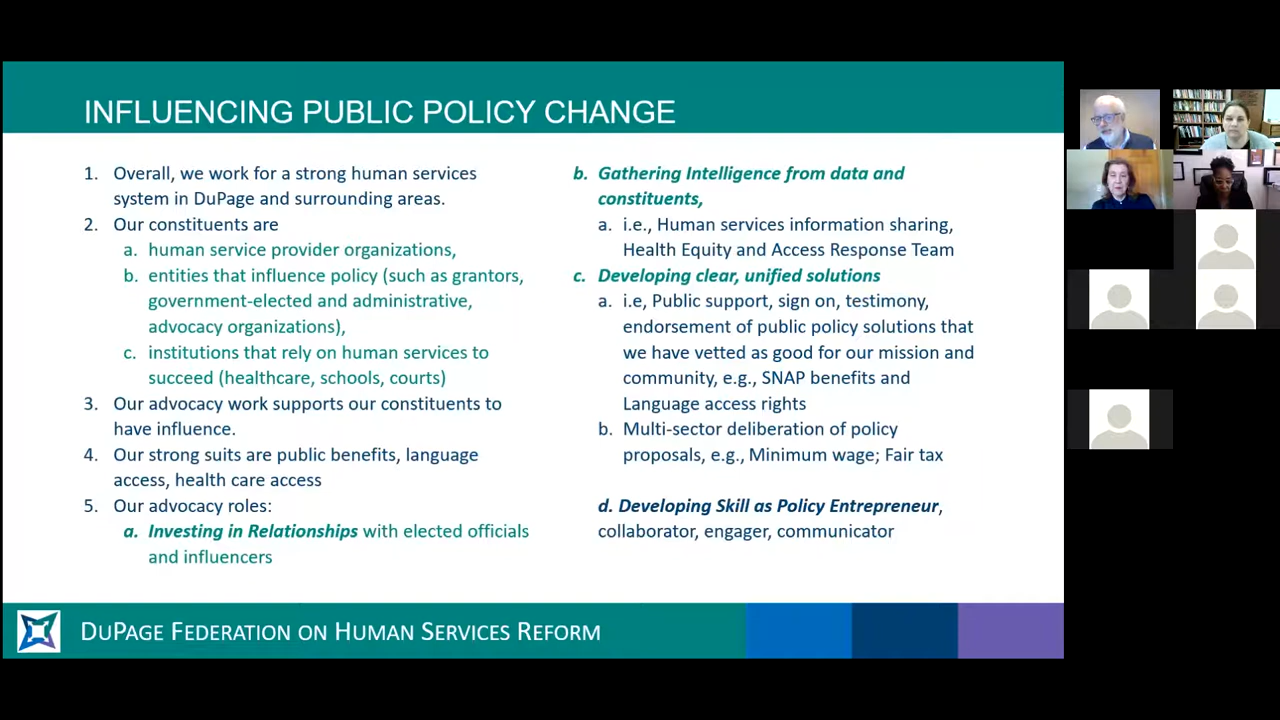 INFLUENCING PUBLIC POLICY CHANGE
1. Overall, we work for a strong human services
system in DuPage and surrounding areas.
2. Our constituents are
a. human service provider organizations,
b. entities that influence policy (such as grantors,
government-elected and administrative,
advocacy organizations),
c. institutions that rely on human services to
succeed (healthcare, schools, courts)
3. Our advocacy work supports our constituents to
have influence.
4. Our strong suits are public benefits, language
access, health care access
5. Our advocacy roles:
a. Investing in Relationships with elected officials
and influencers
b. Gathering Intelligence from data and
constituents,
a. i.e., Human services information sharing,
Health Equity and Access Response Team
c. Developing clear, unified solutions
a. i.e, Public support, sign on, testimony,
endorsement of public policy solutions that
we have vetted as good for our mission and
community, e.g., SNAP benefits and
Language access rights
b. Multi-sector deliberation of policy
proposals, e.g., Minimum wage; Fair tax
d. Developing Skill as Policy Entrepreneur,
collaborator, engager, communicator
DUPAGE FEDERATION ON HUMAN SERVICES REFORM